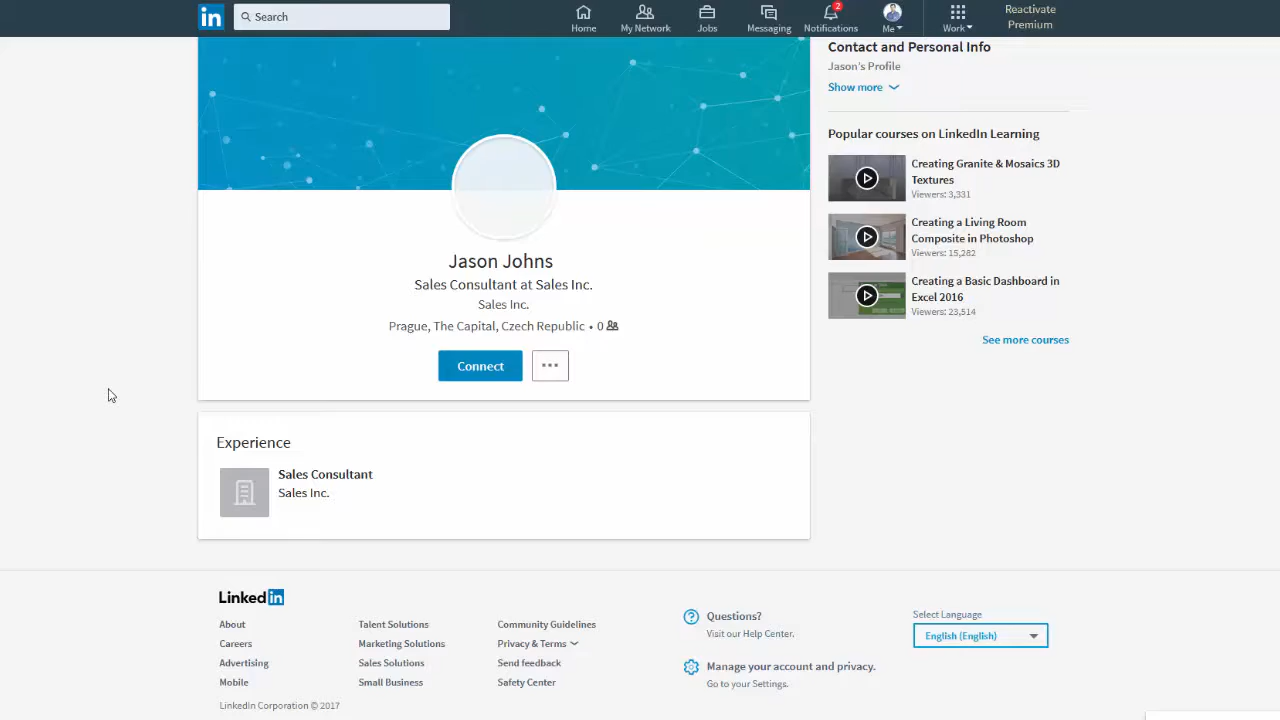 in
Search
Home
My Network
Jobs
Messaging
2
Notifications
Me
Work
Reactivate
Premium
Jason Johns
Sales Consultant at Sales Inc.
Sales Inc.
Prague, The Capital, Czech Republic • 0
Connect
Experience
Sales Consultant
Sales Inc.
Contact and Personal Info
Jason's Profile
Show more
Popular courses on LinkedIn Learning
Creating Granite & Mosaics 3D
Textures
Viewers: 3,331
Creating a Living Room
Composite in Photoshop
Viewers: 15,282
Creating a Basic Dashboard in
Excel 2016
Viewers: 23,514
See more courses
Linked in
About
Careers
Advertising
Mobile
Talent Solutions
Marketing Solutions
Sales Solutions
Small Business
Community Guidelines
Privacy & Terms
Send feedback
Safety Center
Questions?
Visit our Help Center.
Manage your account and privacy.
Go to your Settings.
Select Language
English (English)
LinkedIn Corporation © 2017